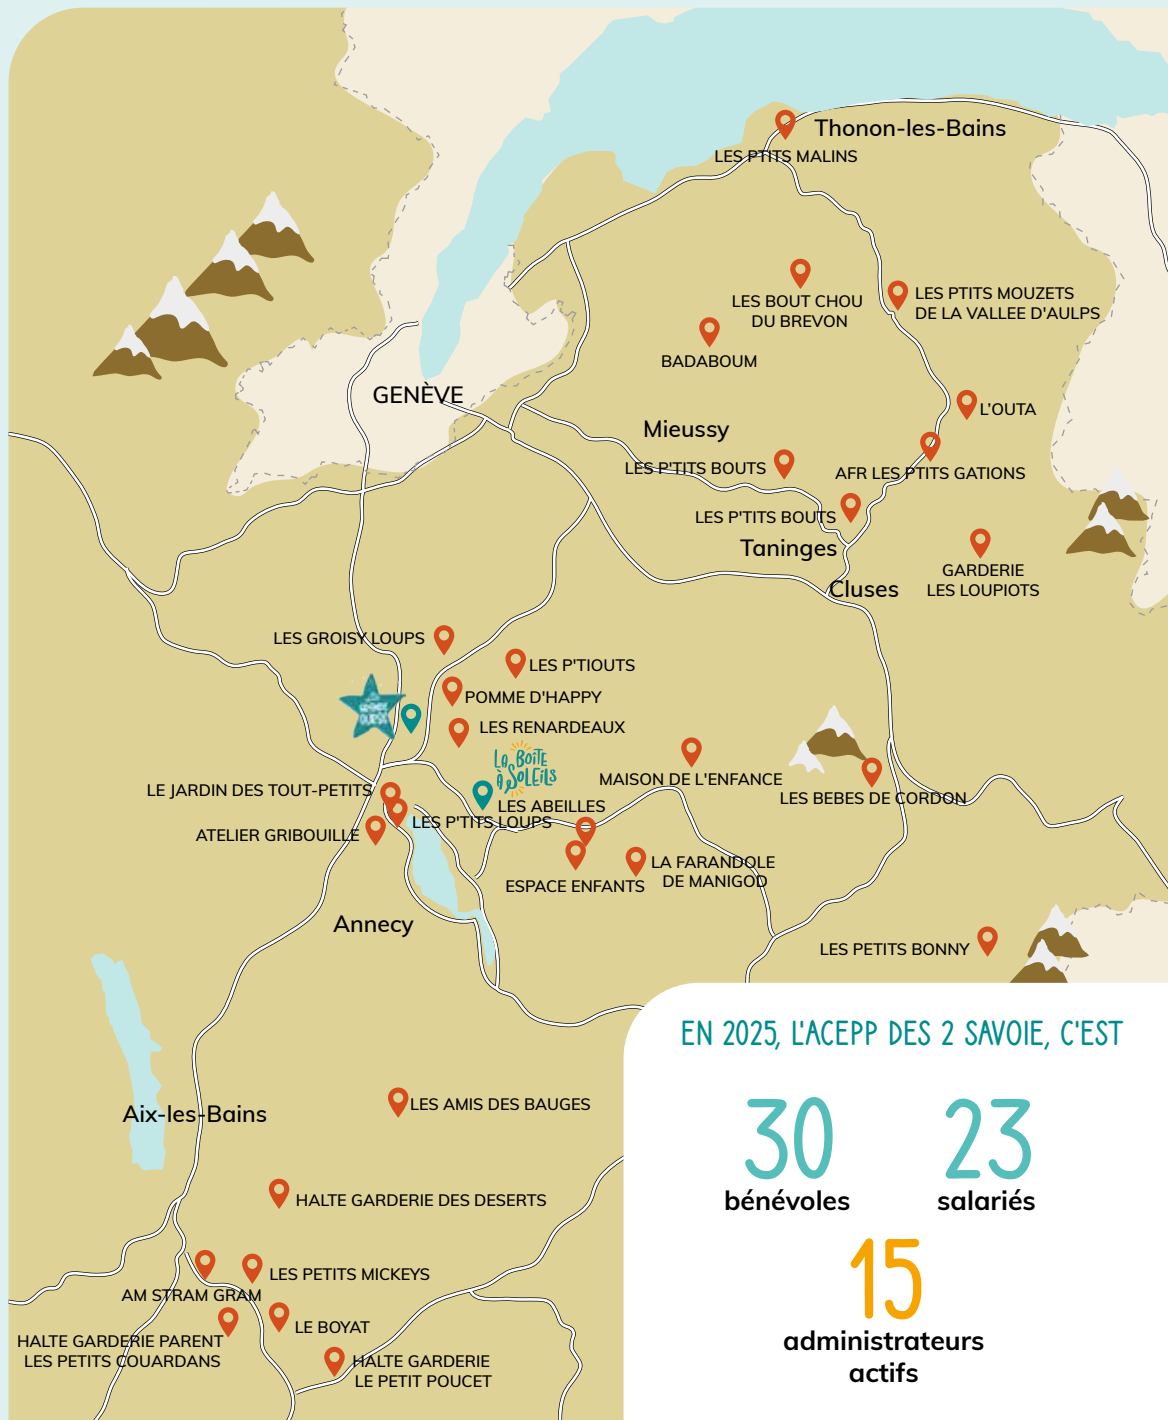 Thonon-les-Bains
LES PTITS MALINS
LES BOUT CHOU
DU BREVON
LES PTITS MOUZETS
DE LA VALLEE D'AULPS
BADABOUM
GENÈVE
L'OUTA
Mieussy
LES P'TITS BOUTS
AFR LES PTITS GATIONS
LES P'TITS BOUTS
Taninges
GARDERIE
LES LOUPIOTS
Cluses
LES GROISY LOUPS
LES P'TIOUTS
POMME D'HAPPY
LES RENARDEAUX
LA BOÎTE
À SOLEILS
MAISON DE L'ENFANCE
LE JARDIN DES TOUT-PETITS
LES BEBES DE CORDON
LES ABEILLES
LES P'TITS LOUPS
ATELIER GRIBOUILLE
LA FARANDOLE
DE MANIGOD
ESPACE ENFANTS
Annecy
LES PETITS BONNY
Aix-les-Bains
LES AMIS DES BAUGES
HALTE GARDERIE DES DESERTS
LES PETITS MICKEYS
AM STRAM GRAM
LE BOYAT
HALTE GARDERIE PARENT
LES PETITS COUARDANS
HALTE GARDERIE
LE PETIT POUCET
EN 2025, L'ACEPP DES 2 SAVOIE, C'EST
30
bénévoles
23
salariés
15
administrateurs
actifs